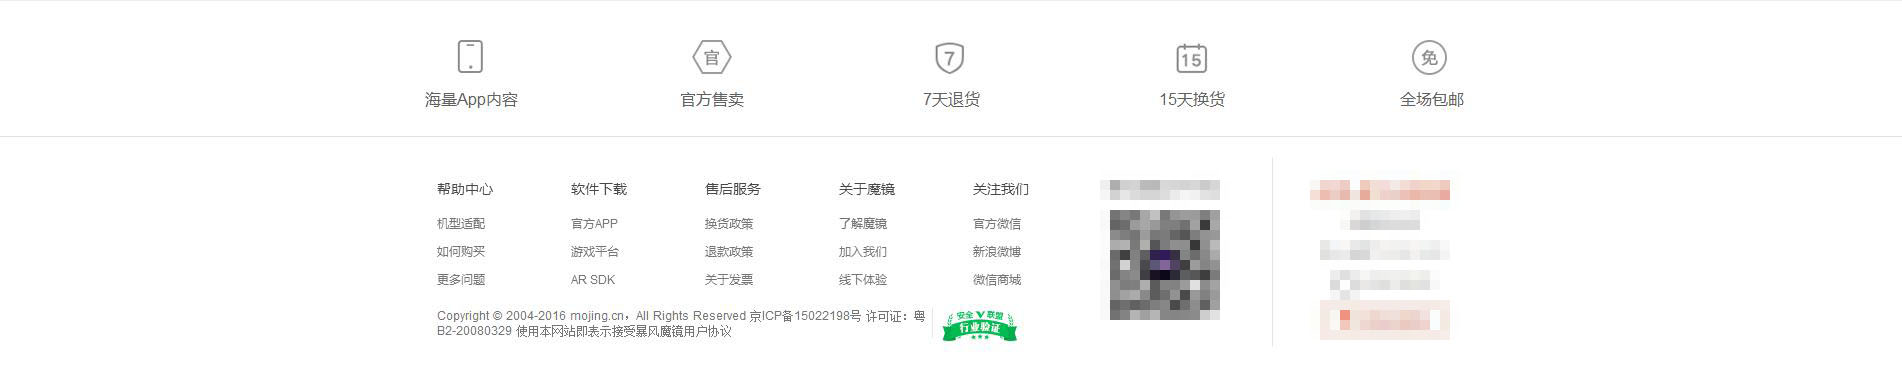 官
7
15
免
海量App内容
官方售卖
7天退货
15天换货
全场包邮
帮助中心
软件下载
售后服务
关于魔镜
关注我们
机型适配
官方APP
换货政策
了解魔镜
官方微信
如何购买
游戏平台
退款政策
加入我们
新浪微博
更多问题
AR SDK
关于发票
线下体验
微信商城
Copyright © 2004-2016 mojing.cn，All Rights Reserved 京ICP备15022198号 许可证：粤
B2-20080329 使用本网站即表示接受暴风魔镜用户协议
安全V联盟
行业验证